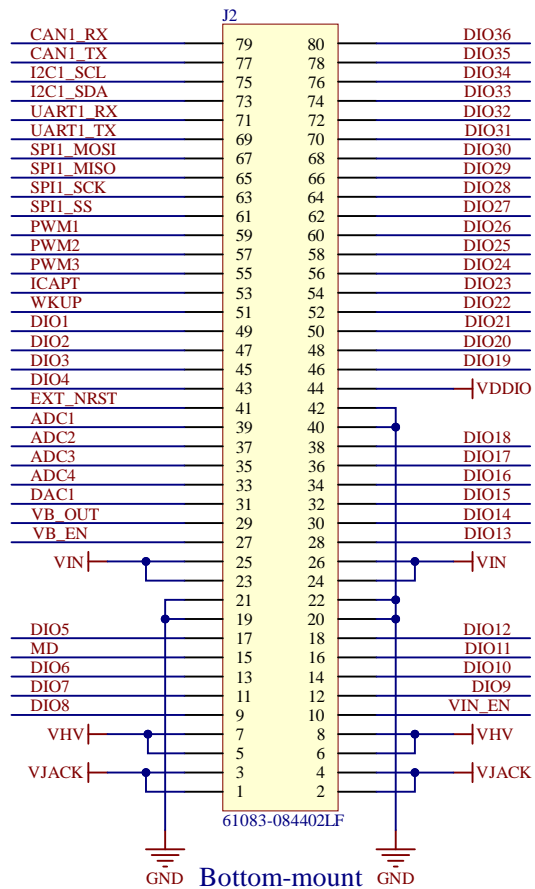 J2
CAN1_RX 79 80 DIO36
CAN1_TX 77 78 DIO35
I2C1_SCL 75 76 DIO34
I2C1_SDA 73 74 DIO33
UART1_RX 71 72 DIO32
UART1_TX 69 70 DIO31
SPI1_MOSI 67 68 DIO30
SPI1_MISO 65 66 DIO29
SPI1_SCK 63 64 DIO28
SPI1_SS 61 62 DIO27
PWM1 59 60 DIO26
PWM2 57 58 DIO25
PWM3 55 56 DIO24
ICAPT 53 54 DIO23
WKUP 51 52 DIO22
DIO1 49 50 DIO21
DIO2 47 48 DIO20
DIO3 45 46 DIO19
DIO4 43 44 VDDIO
EXT_NRST 41 42
ADC1 39 40
ADC2 37 38 DIO18
ADC3 35 36 DIO17
ADC4 33 34 DIO16
DAC1 31 32 DIO15
VB_OUT 29 30 DIO14
VB_EN 27 28 DIO13
VIN 25 26 VIN
23 24
21 22
19 20
DIO5 17 18 DIO12
MD 15 16 DIO11
DIO6 13 14 DIO10
DIO7 11 12 DIO9
DIO8 9 10 VIN_EN
VHV 7 8 VHV
5 6
VJACK 3 4 VJACK
1 2
61083-084402LF
GND Bottom-mount GND